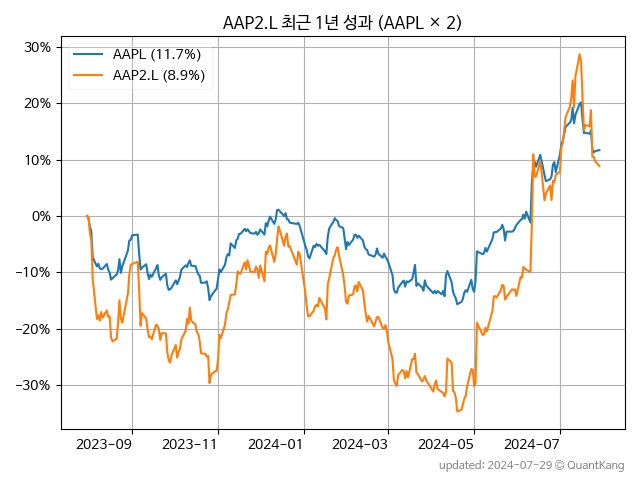 AAP2.L 최근 1년 성과 (AAPL × 2)
AAPL (11.7%)
AAP2.L (8.9%)
30%
20%
10%
0%
−10%
−20%
−30%
2023-09 2023-11 2024-01 2024-03 2024-05 2024-07
updated: 2024-07-29 © QuantKang